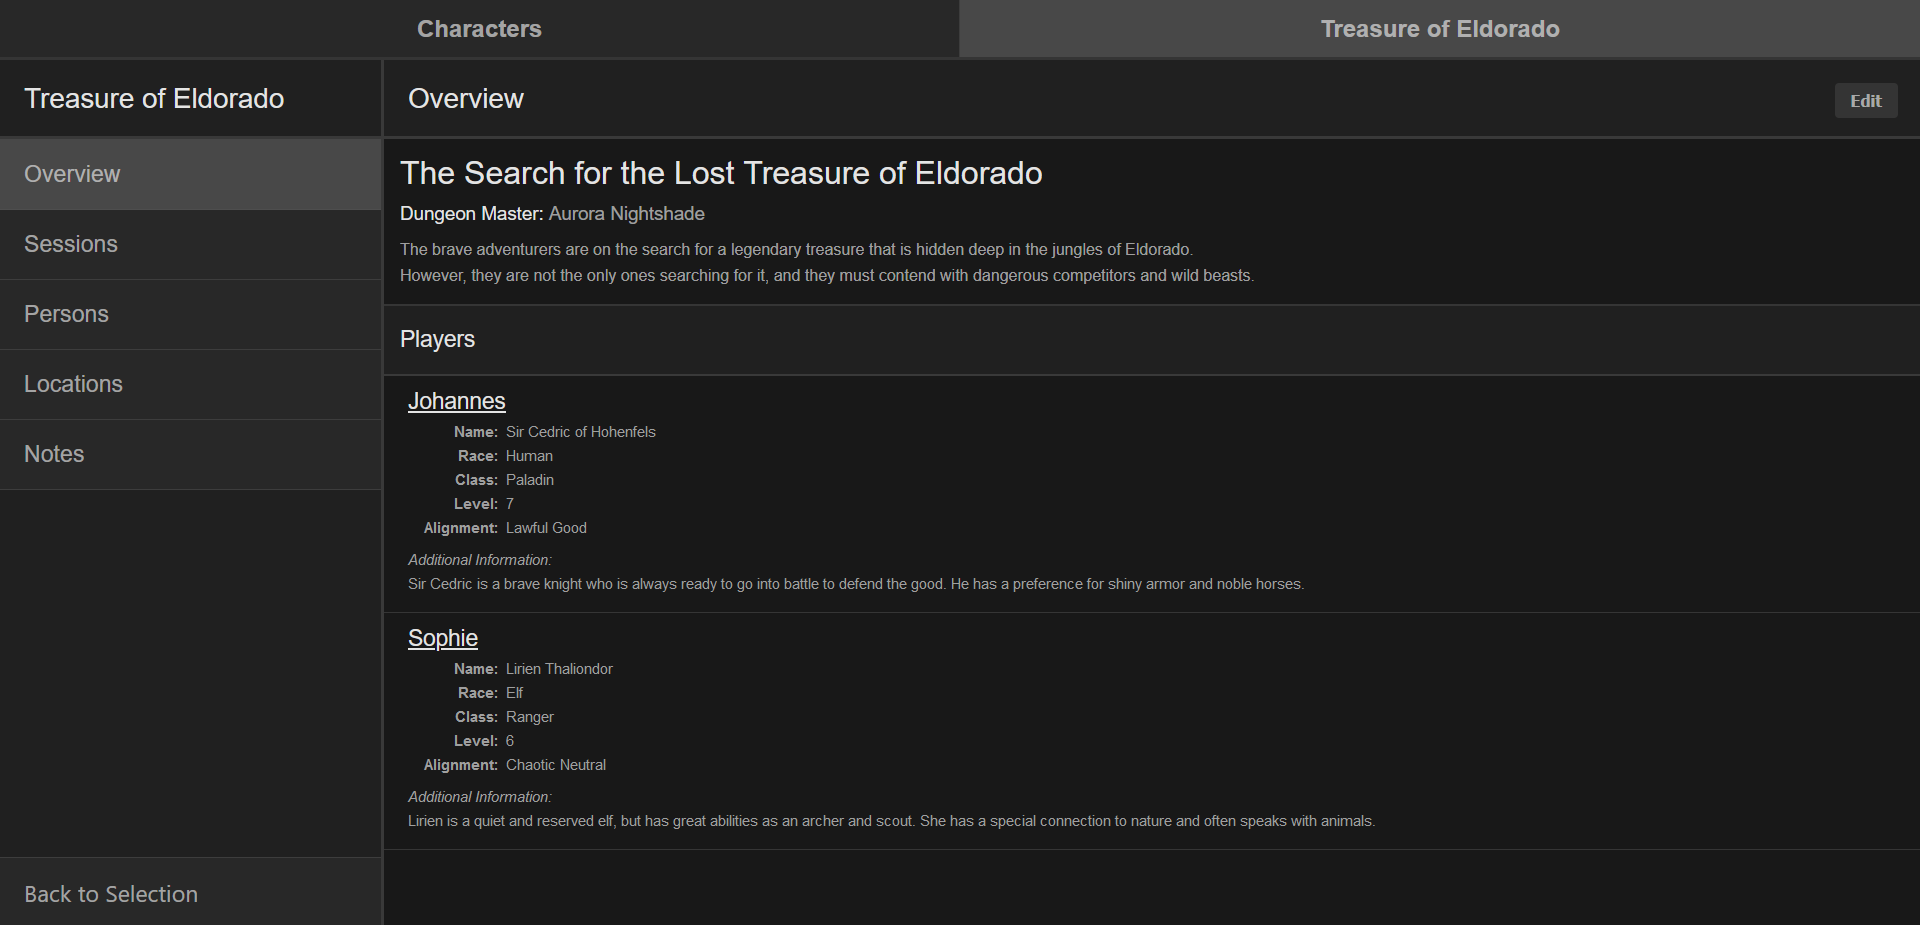 Characters
Treasure of Eldorado
Treasure of Eldorado
Overview
Sessions
Persons
Locations
Notes
Back to Selection
Overview
Edit
The Search for the Lost Treasure of Eldorado
Dungeon Master: Aurora Nightshade
The brave adventurers are on the search for a legendary treasure that is hidden deep in the jungles of Eldorado.
However, they are not the only ones searching for it, and they must contend with dangerous competitors and wild beasts.
Players
Johannes
Name: Sir Cedric of Hohenfels
Race: Human
Class: Paladin
Level: 7
Alignment: Lawful Good
Additional Information:
Sir Cedric is a brave knight who is always ready to go into battle to defend the good. He has a preference for shiny armor and noble horses.
Sophie
Name: Lirien Thaliondor
Race: Elf
Class: Ranger
Level: 6
Alignment: Chaotic Neutral
Additional Information:
Lirien is a quiet and reserved elf, but has great abilities as an archer and scout. She has a special connection to nature and often speaks with animals.